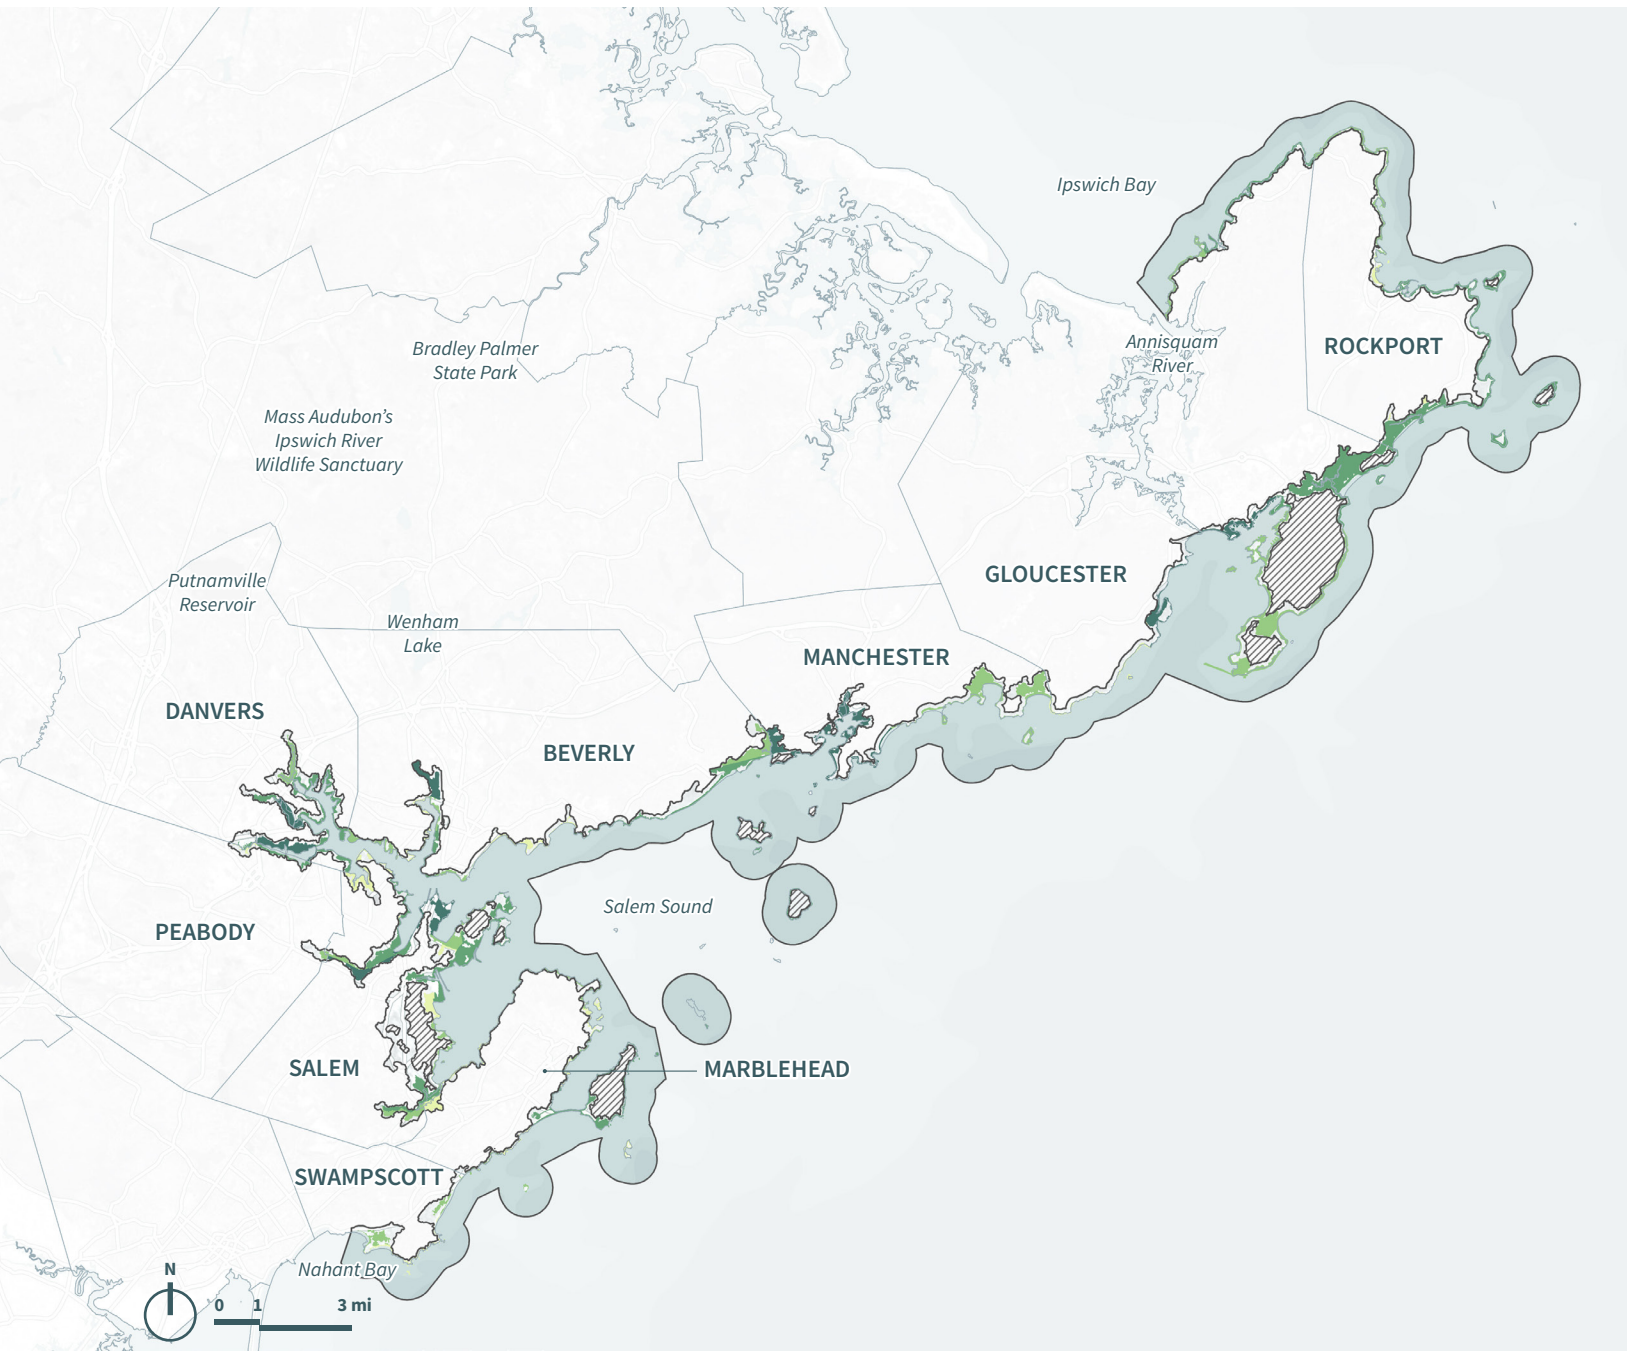 Ipswich Bay
Annisquam
River
ROCKPORT
Bradley Palmer
State Park
Mass Audubon’s
Ipswich River
Wildlife Sanctuary
GLOUCESTER
Putnamville
Reservoir
Wenham
Lake
MANCHESTER
DANVERS
BEVERLY
Salem Sound
PEABODY
SALEM
MARBLEHEAD
SWAMPSCOTT
Nahant Bay
N
0 1 3 mi